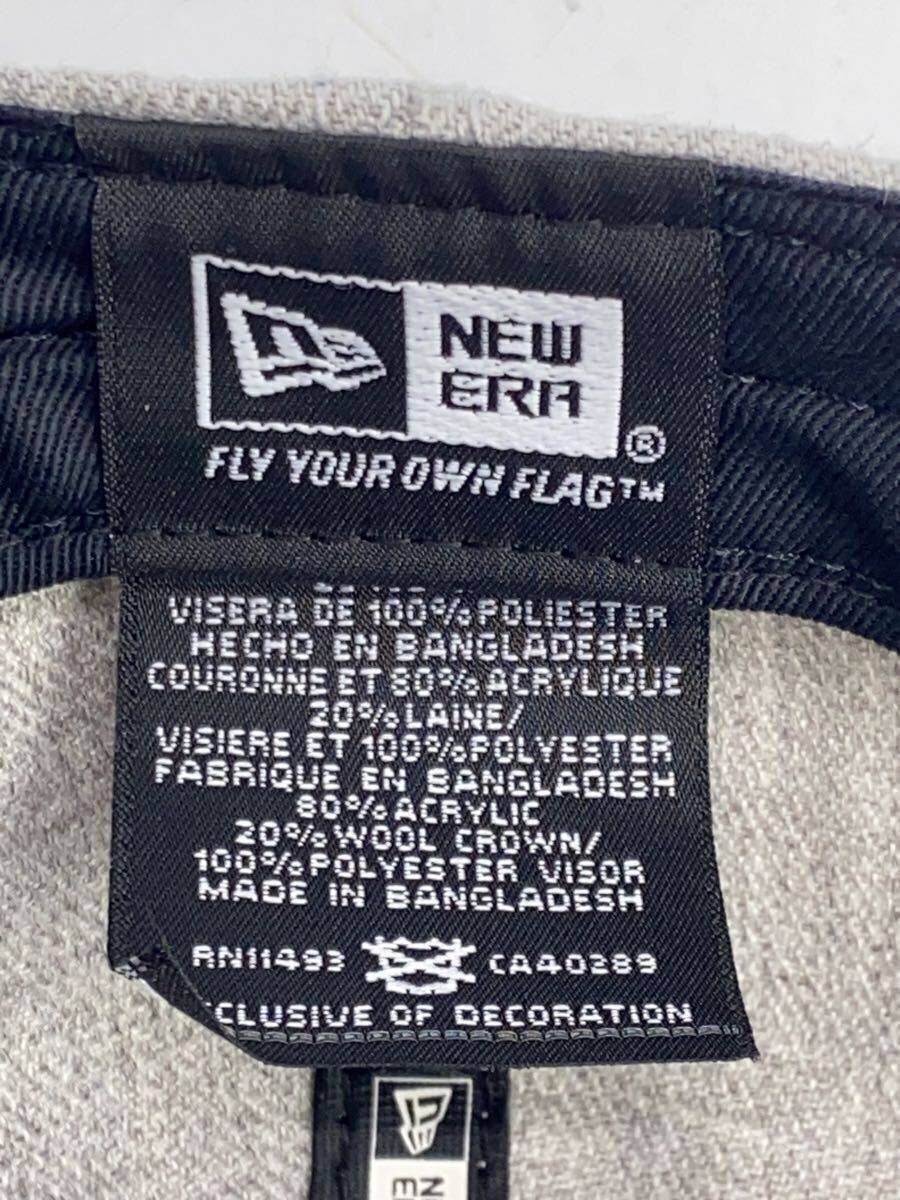 NEW
ERA
®
FLY YOUR OWN FLAG™
VISERA DE 100% POLIESTER
HECHO EN BANGLADESH
COURONNE ET 80% ACRYLIQUE
20% LAINE/
VISIERE ET 100% POLYESTER
FABRIQUE EN BANGLADESH
80% ACRYLIC
20% WOOL CROWN/
100% POLYESTER VISOR
MADE IN BANGLADESH
RN11493 CA40289
CLUSIVE OF DECORATION
NE